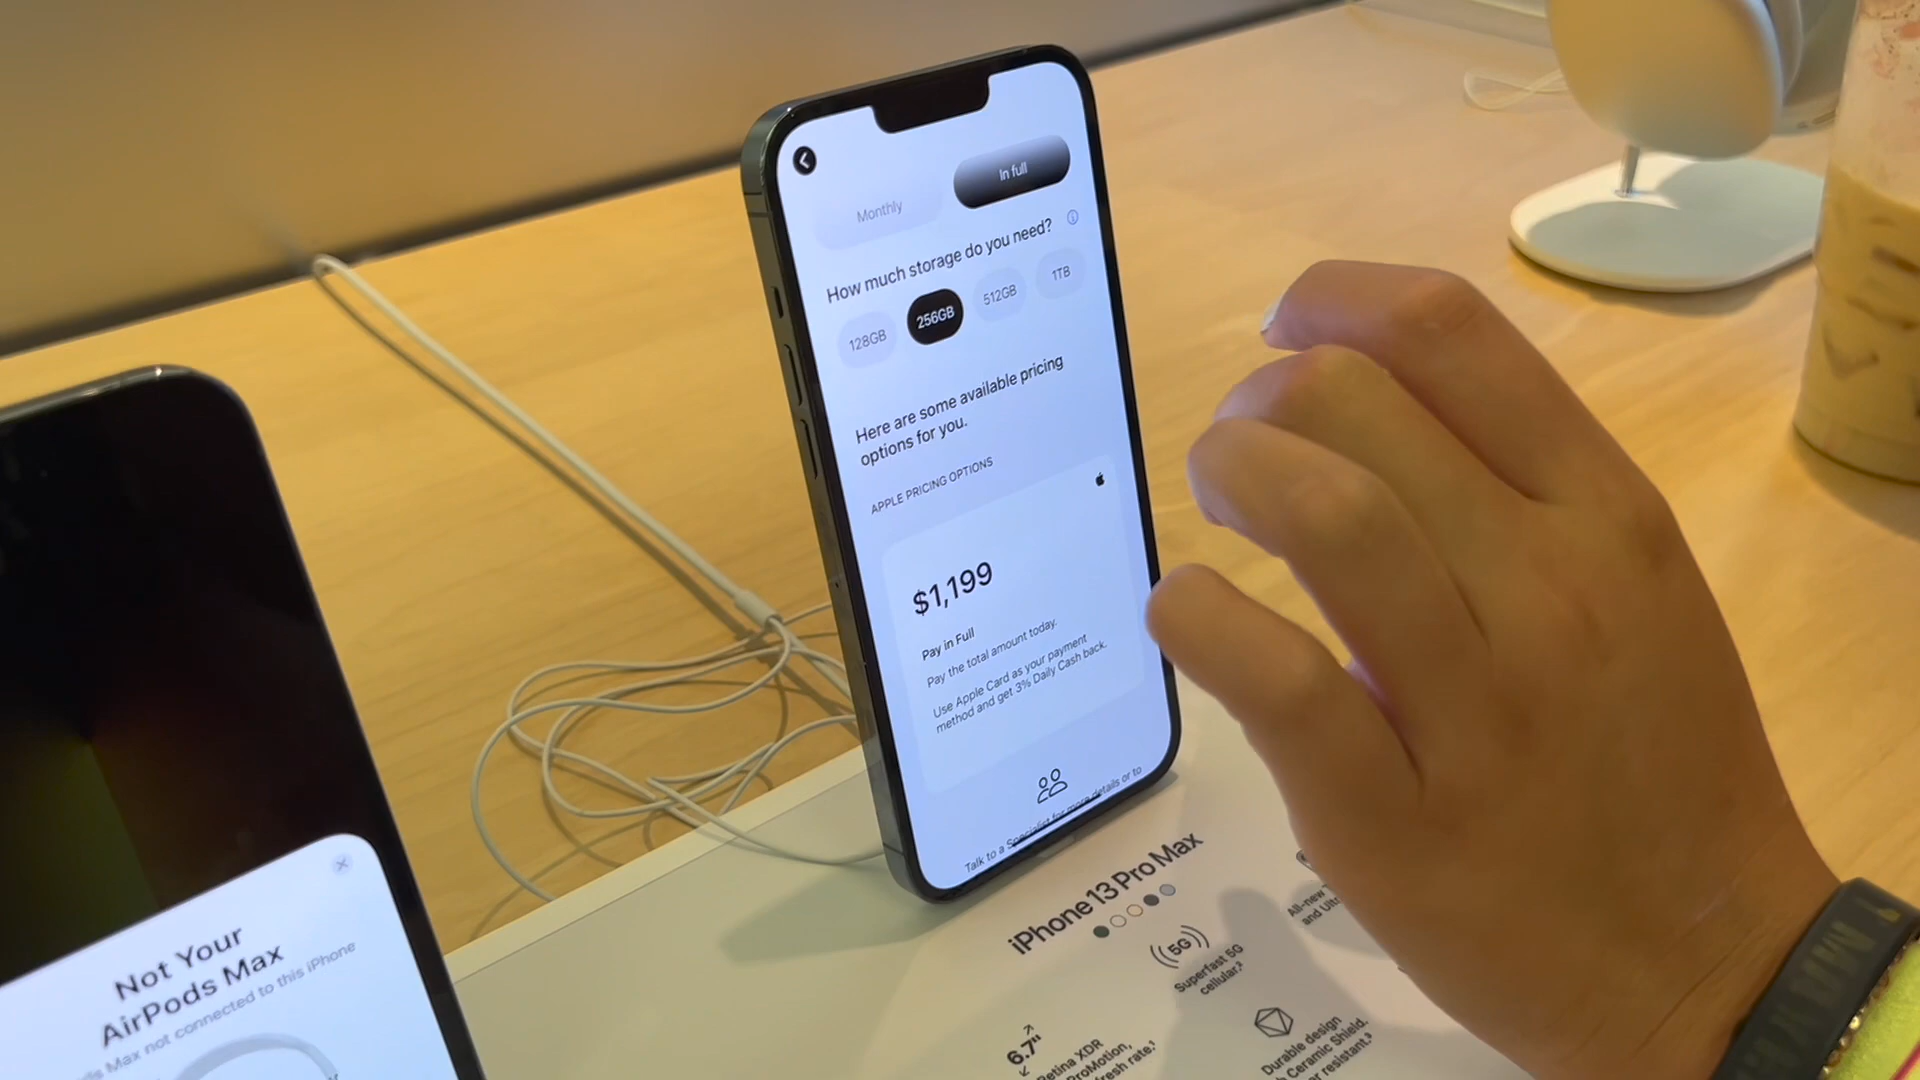 Monthly
In full
How much storage do you need?
128GB
256GB
512GB
1TB
Here are some available pricing
options for you.
APPLE PRICING OPTIONS
$1,199
Pay in Full
Pay the total amount today.
Use Apple Card as your payment
method and get 3% Daily Cash back.
Talk to a Specialist for more details or to
iPhone 13 Pro Max
5G
Superfast 5G
cellular.²
All-new
and
6.7"
Retina XDR
ProMotion,
Durable design
Ceramic Shield.
resistant.³
Not Your
AirPods Max
Max not connected to this iPhone